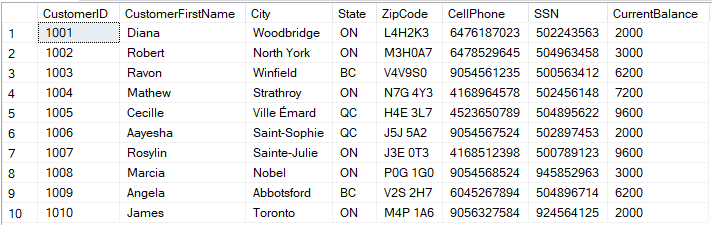 CustomerID CustomerFirstName City State ZipCode CellPhone SSN CurrentBalance
1 1001 Diana Woodbridge ON L4H2K3 6476187023 502243563 2000
2 1002 Robert North York ON M3H0A7 6478529645 504963458 3000
3 1003 Ravon Winfield BC V4V9S0 9054561235 500563412 6200
4 1004 Mathew Strathroy ON N7G 4Y3 4168964578 502456148 7200
5 1005 Cecille Ville Émard QC H4E 3L7 4523650789 504895622 9600
6 1006 Aayesha Saint-Sophie QC J5J 5A2 9054567524 502897453 2000
7 1007 Rosylin Sainte-Julie ON J3E 0T3 4168512398 500789123 9600
8 1008 Marcia Nobel ON P0G 1G0 9054568524 945852963 3000
9 1009 Angela Abbotsford BC V2S 2H7 6045267894 504896714 6200
10 1010 James Toronto ON M4P 1A6 9056327584 924564125 2000